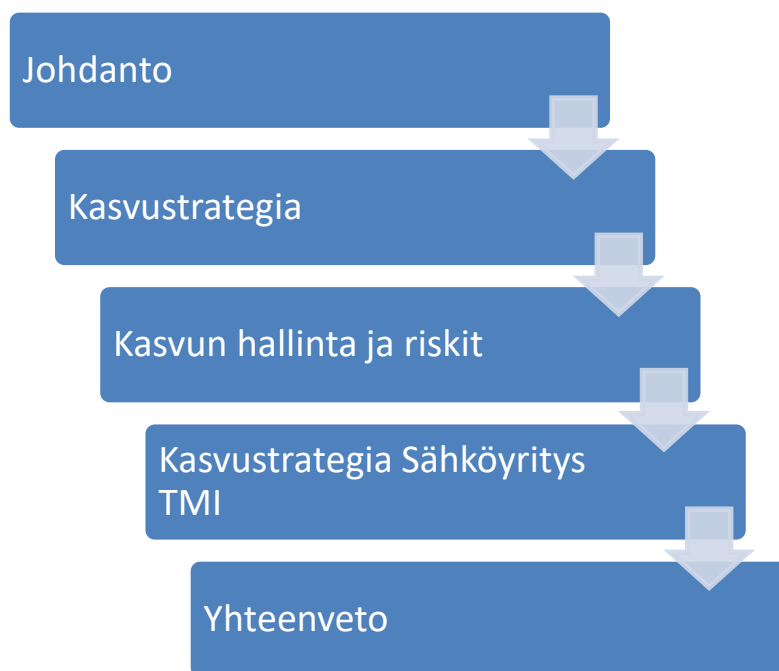 Johdanto
Kasvustrategia
Kasvun hallinta ja riskit
Kasvustrategia Sähköyritys
TMI
Yhteenveto